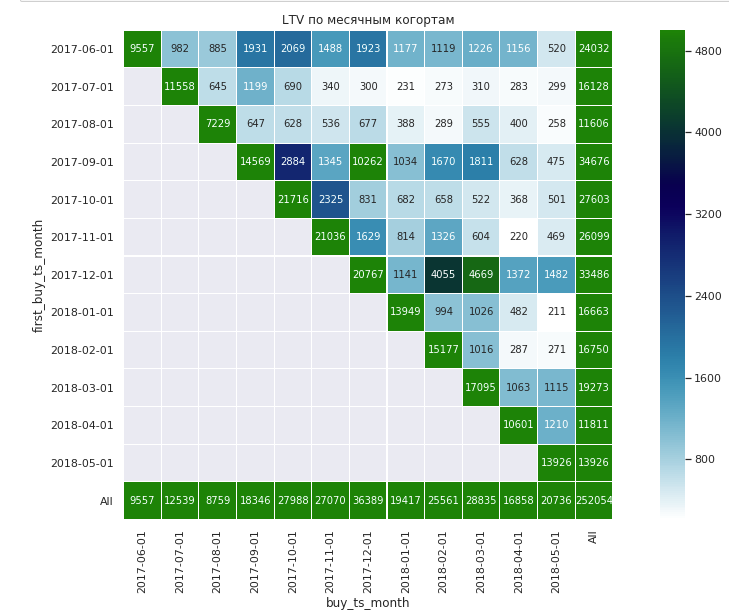 LTV по месячным когортам
2017-06-01 9557 982 885 1931 2069 1488 1923 1177 1119 1226 1156 520 24032
2017-07-01 11558 645 1199 690 340 300 231 273 310 283 299 16128
2017-08-01 7229 647 628 536 677 388 289 555 400 258 11606
2017-09-01 14569 2884 1345 10262 1034 1670 1811 628 475 34676
2017-10-01 21716 2325 831 682 658 522 368 501 27603
2017-11-01 21036 1629 814 1326 604 220 469 26099
2017-12-01 20767 1141 4055 4669 1372 1482 33486
2018-01-01 13949 994 1026 482 211 16663
2018-02-01 15177 1016 287 271 16750
2018-03-01 17095 1063 1115 19273
2018-04-01 10601 1210 11811
2018-05-01 13926 13926
All 9557 12539 8759 18346 27988 27070 36389 19417 25561 28835 16858 20736 252054
2017-06-01 2017-07-01 2017-08-01 2017-09-01 2017-10-01 2017-11-01 2017-12-01 2018-01-01 2018-02-01 2018-03-01 2018-04-01 2018-05-01 All
buy_ts_month
first_buy_ts_month
4800
4000
3200
2400
1600
800